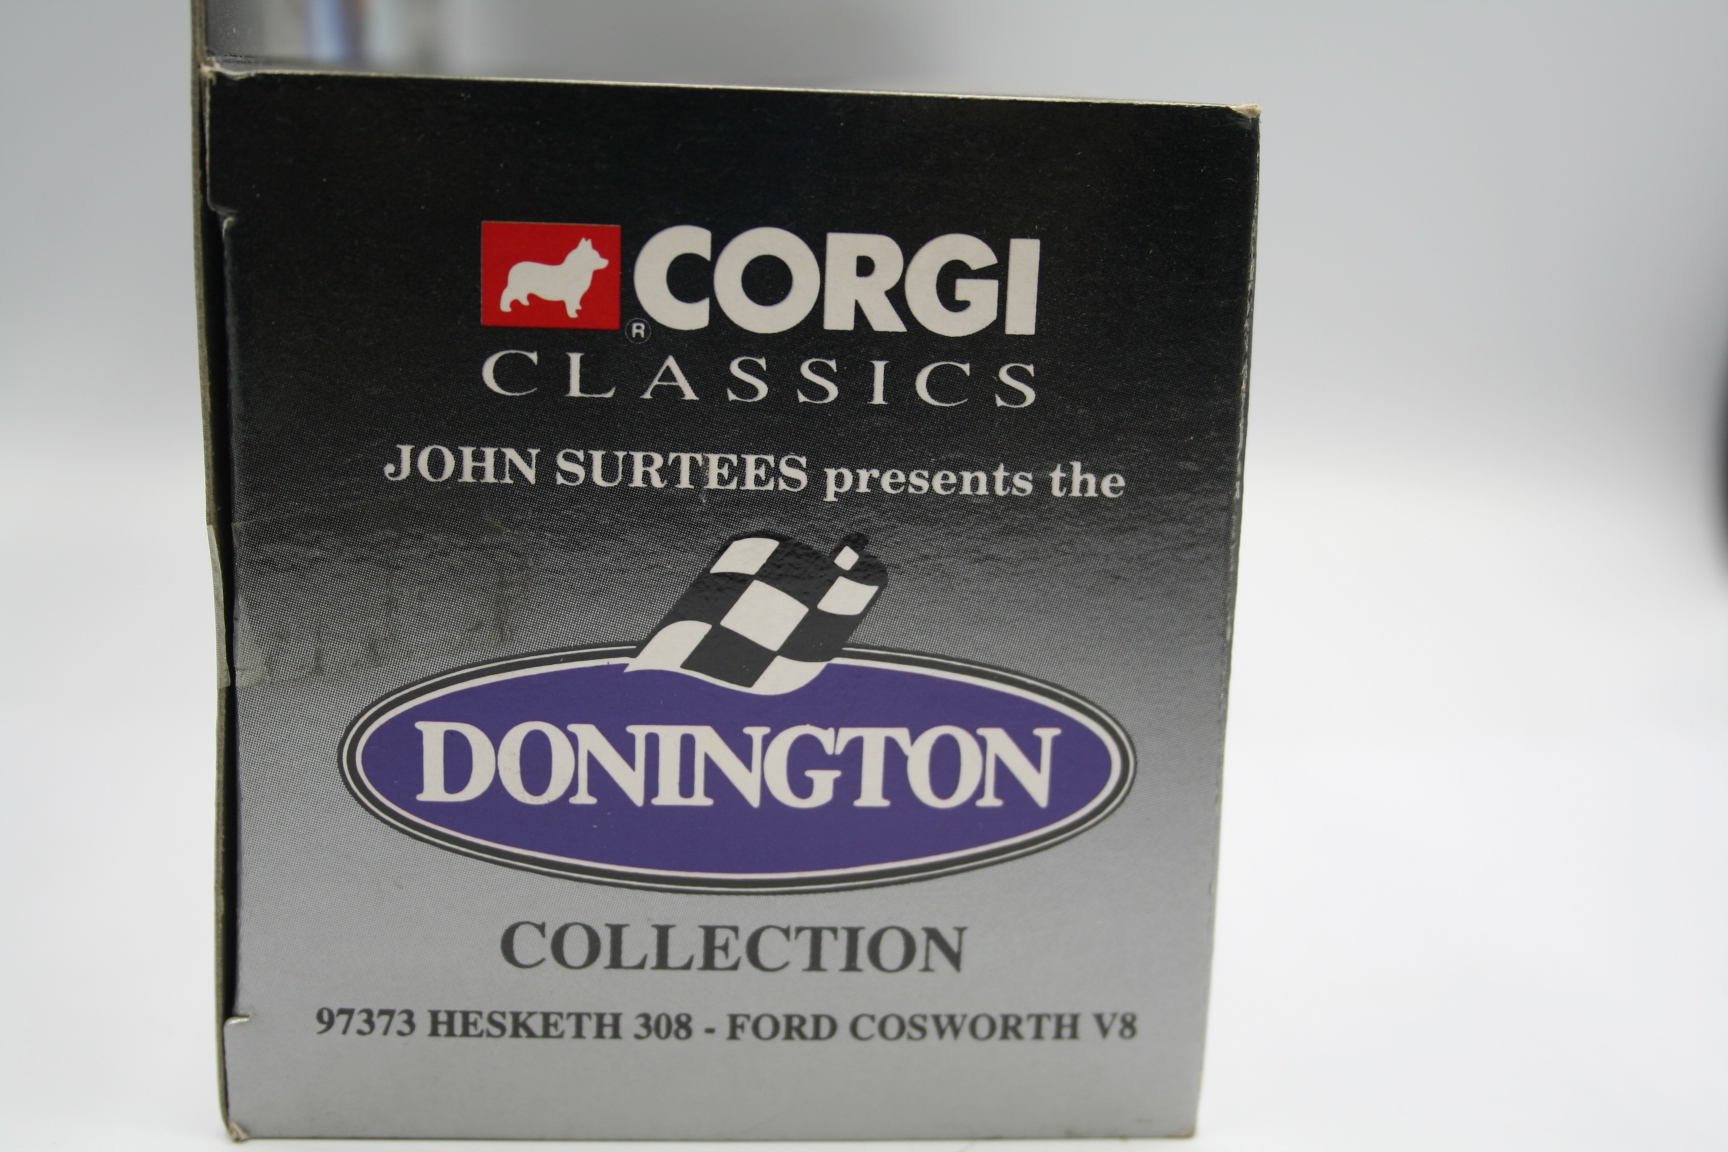 CORGI
®
CLASSICS
JOHN SURTEES presents the
DONINGTON
COLLECTION
97373 HESKETH 308 - FORD COSWORTH V8